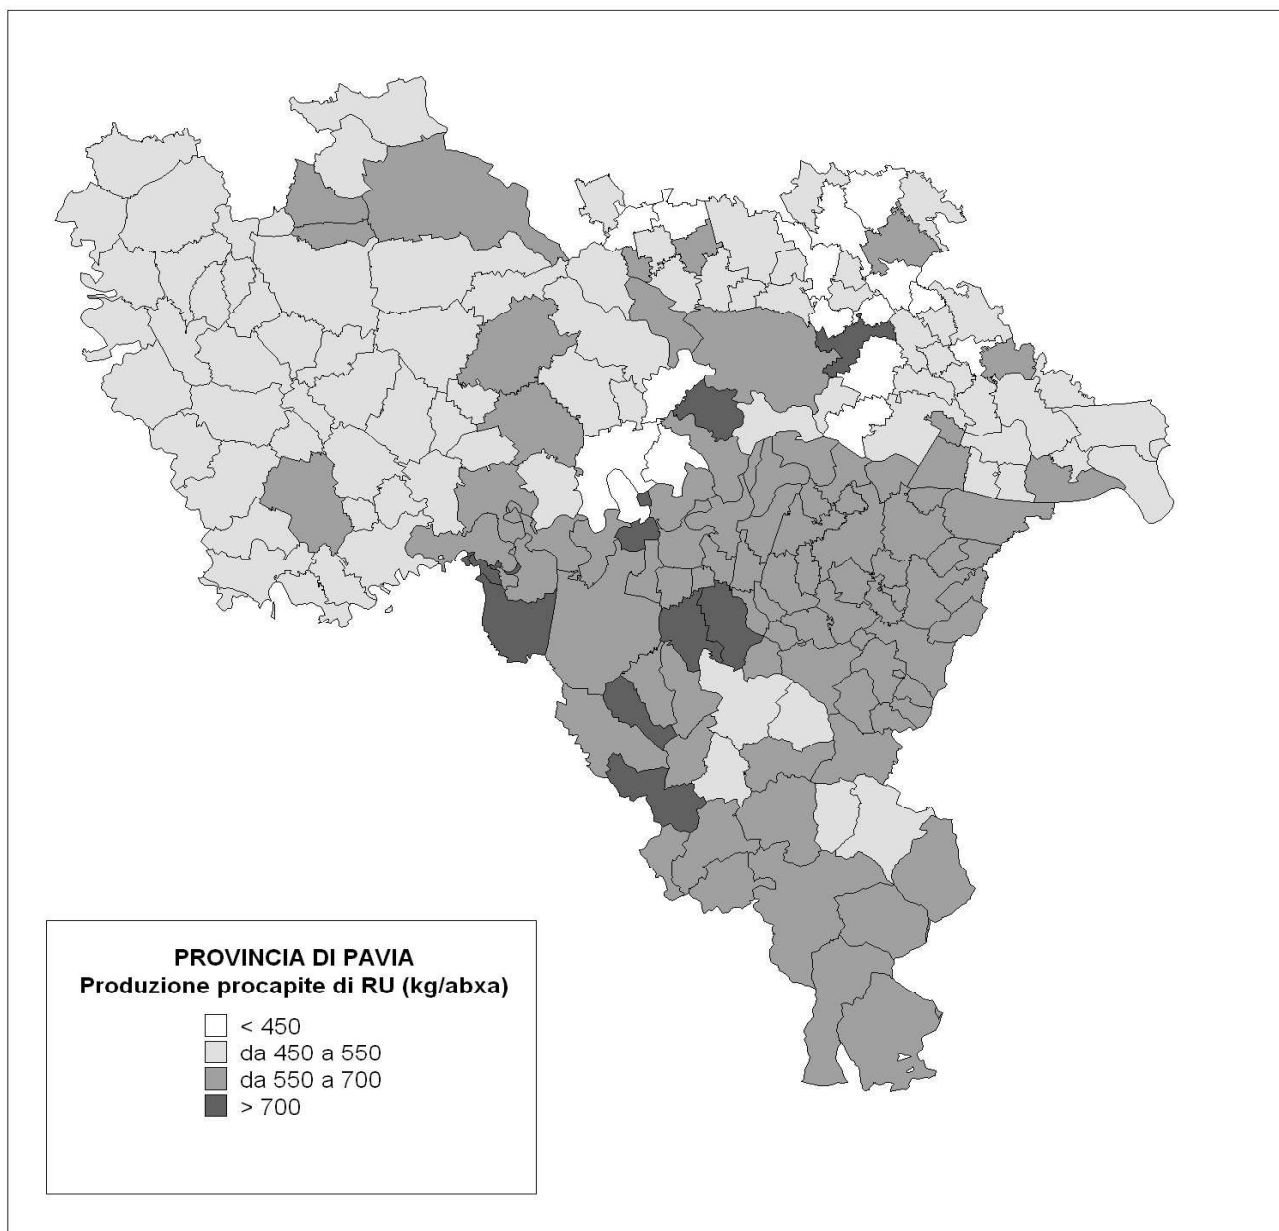 PROVINCIA DI PAVIA
Produzione procapite di RU (kg/abxa)
< 450
da 450 a 550
da 550 a 700
> 700